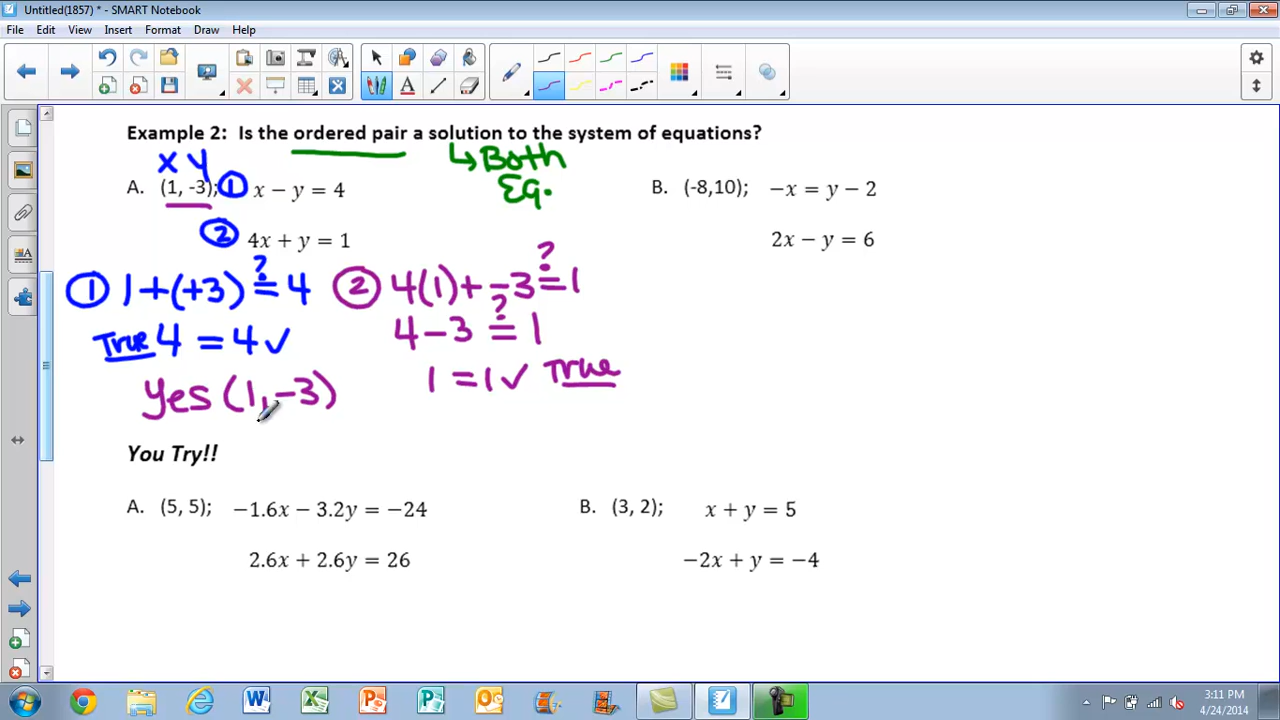 Untitled(1857) * - SMART Notebook
File Edit View Insert Format Draw Help
Example 2: Is the ordered pair a solution to the system of equations?
x y
↳ Both
Eq.
A. (1, -3); ① x − y = 4
② 4x + y = 1
B. (-8,10); −x = y − 2
2x − y = 6
① 1+(+3) ?= 4
True 4 = 4 ✓
Yes (1, -3)
② 4(1)+ -3 ?= 1
4 - 3 ?= 1
1 = 1 ✓ True
You Try!!
A. (5, 5); −1.6x − 3.2y = −24
2.6x + 2.6y = 26
B. (3, 2); x + y = 5
−2x + y = −4
3:11 PM
4/24/2014